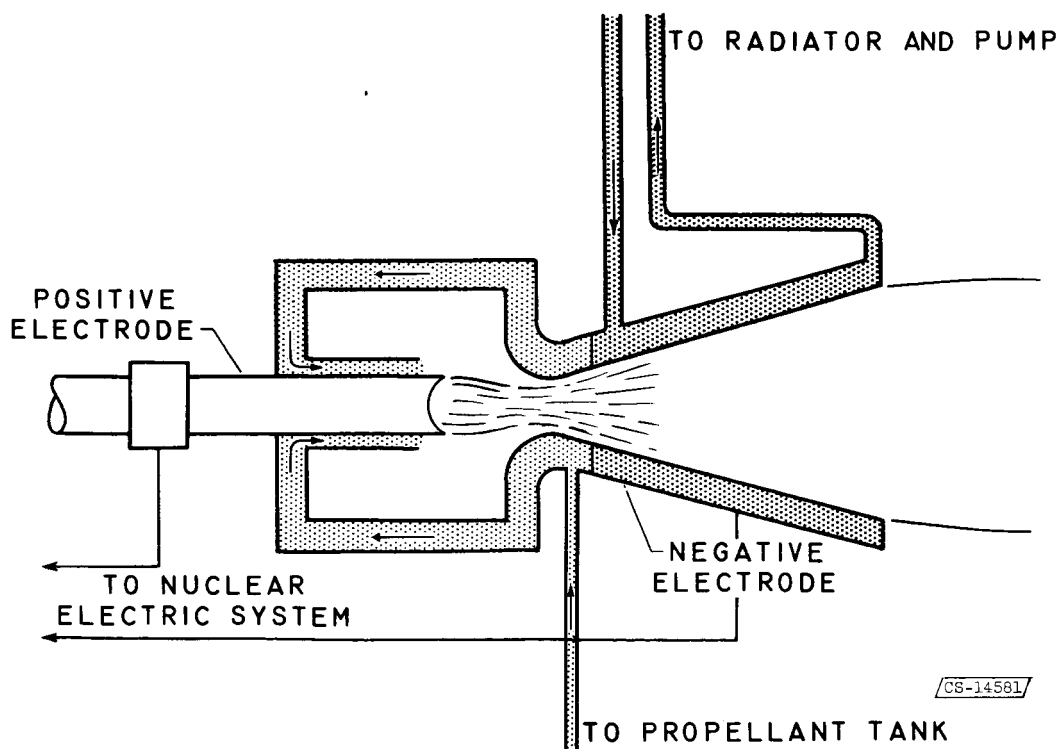 TO RADIATOR AND PUMP
POSITIVE
ELECTRODE
NEGATIVE
ELECTRODE
TO NUCLEAR
ELECTRIC SYSTEM
CS-14581
TO PROPELLANT TANK